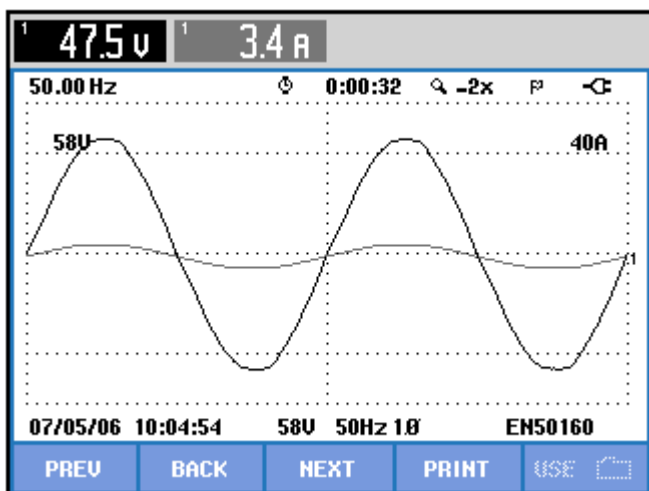 1 47.5 V 1 3.4 A
50.00 Hz 0:00:32 -2x
58V 40A
1
07/05/06 10:04:54 58V 50Hz 1Ø EN50160
PREV BACK NEXT PRINT USE